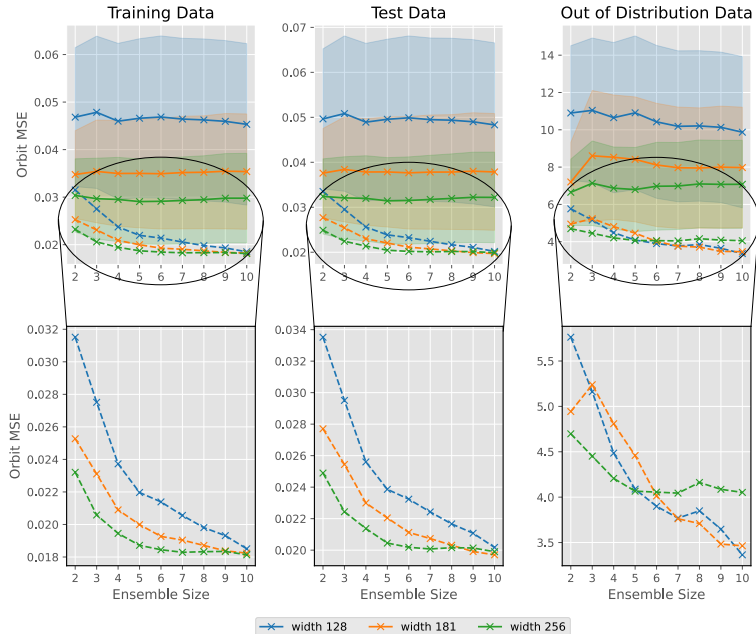 Training Data
Test Data
Out of Distribution Data
Orbit MSE
0.06
0.05
0.04
0.03
0.02
2 3 4 5 6 7 8 9 10
0.07
0.06
0.05
0.04
0.03
0.02
2 3 4 5 6 7 8 9 10
14
12
10
8
6
4
2 3 4 5 6 7 8 9 10
Orbit MSE
0.032
0.030
0.028
0.026
0.024
0.022
0.020
0.018
2 3 4 5 6 7 8 9 10
Ensemble Size
0.034
0.032
0.030
0.028
0.026
0.024
0.022
0.020
2 3 4 5 6 7 8 9 10
Ensemble Size
5.5
5.0
4.5
4.0
3.5
2 3 4 5 6 7 8 9 10
Ensemble Size
width 128 width 181 width 256